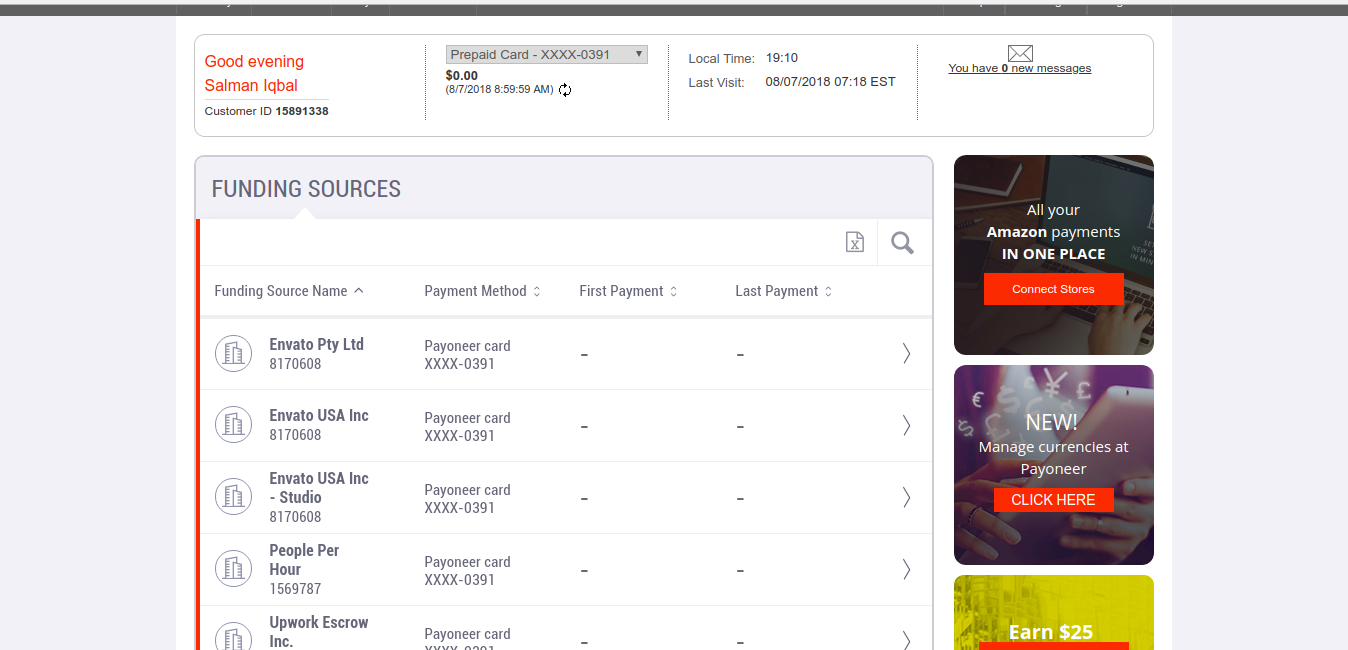 Good evening
Salman Iqbal
Customer ID 15891338
Prepaid Card - XXXX-0391
$0.00
(8/7/2018 8:59:59 AM)
Local Time: 19:10
Last Visit: 08/07/2018 07:18 EST
You have 0 new messages
FUNDING SOURCES
Funding Source Name Payment Method First Payment Last Payment
Envato Pty Ltd
8170608
Payoneer card
XXXX-0391
-
-
Envato USA Inc
8170608
Payoneer card
XXXX-0391
-
-
Envato USA Inc
- Studio
8170608
Payoneer card
XXXX-0391
-
-
People Per
Hour
1569787
Payoneer card
XXXX-0391
-
-
Upwork Escrow
Inc.
Payoneer card
XXXX-0391
-
-
All your
Amazon payments
IN ONE PLACE
Connect Stores
NEW!
Manage currencies at
Payoneer
CLICK HERE
Earn $25